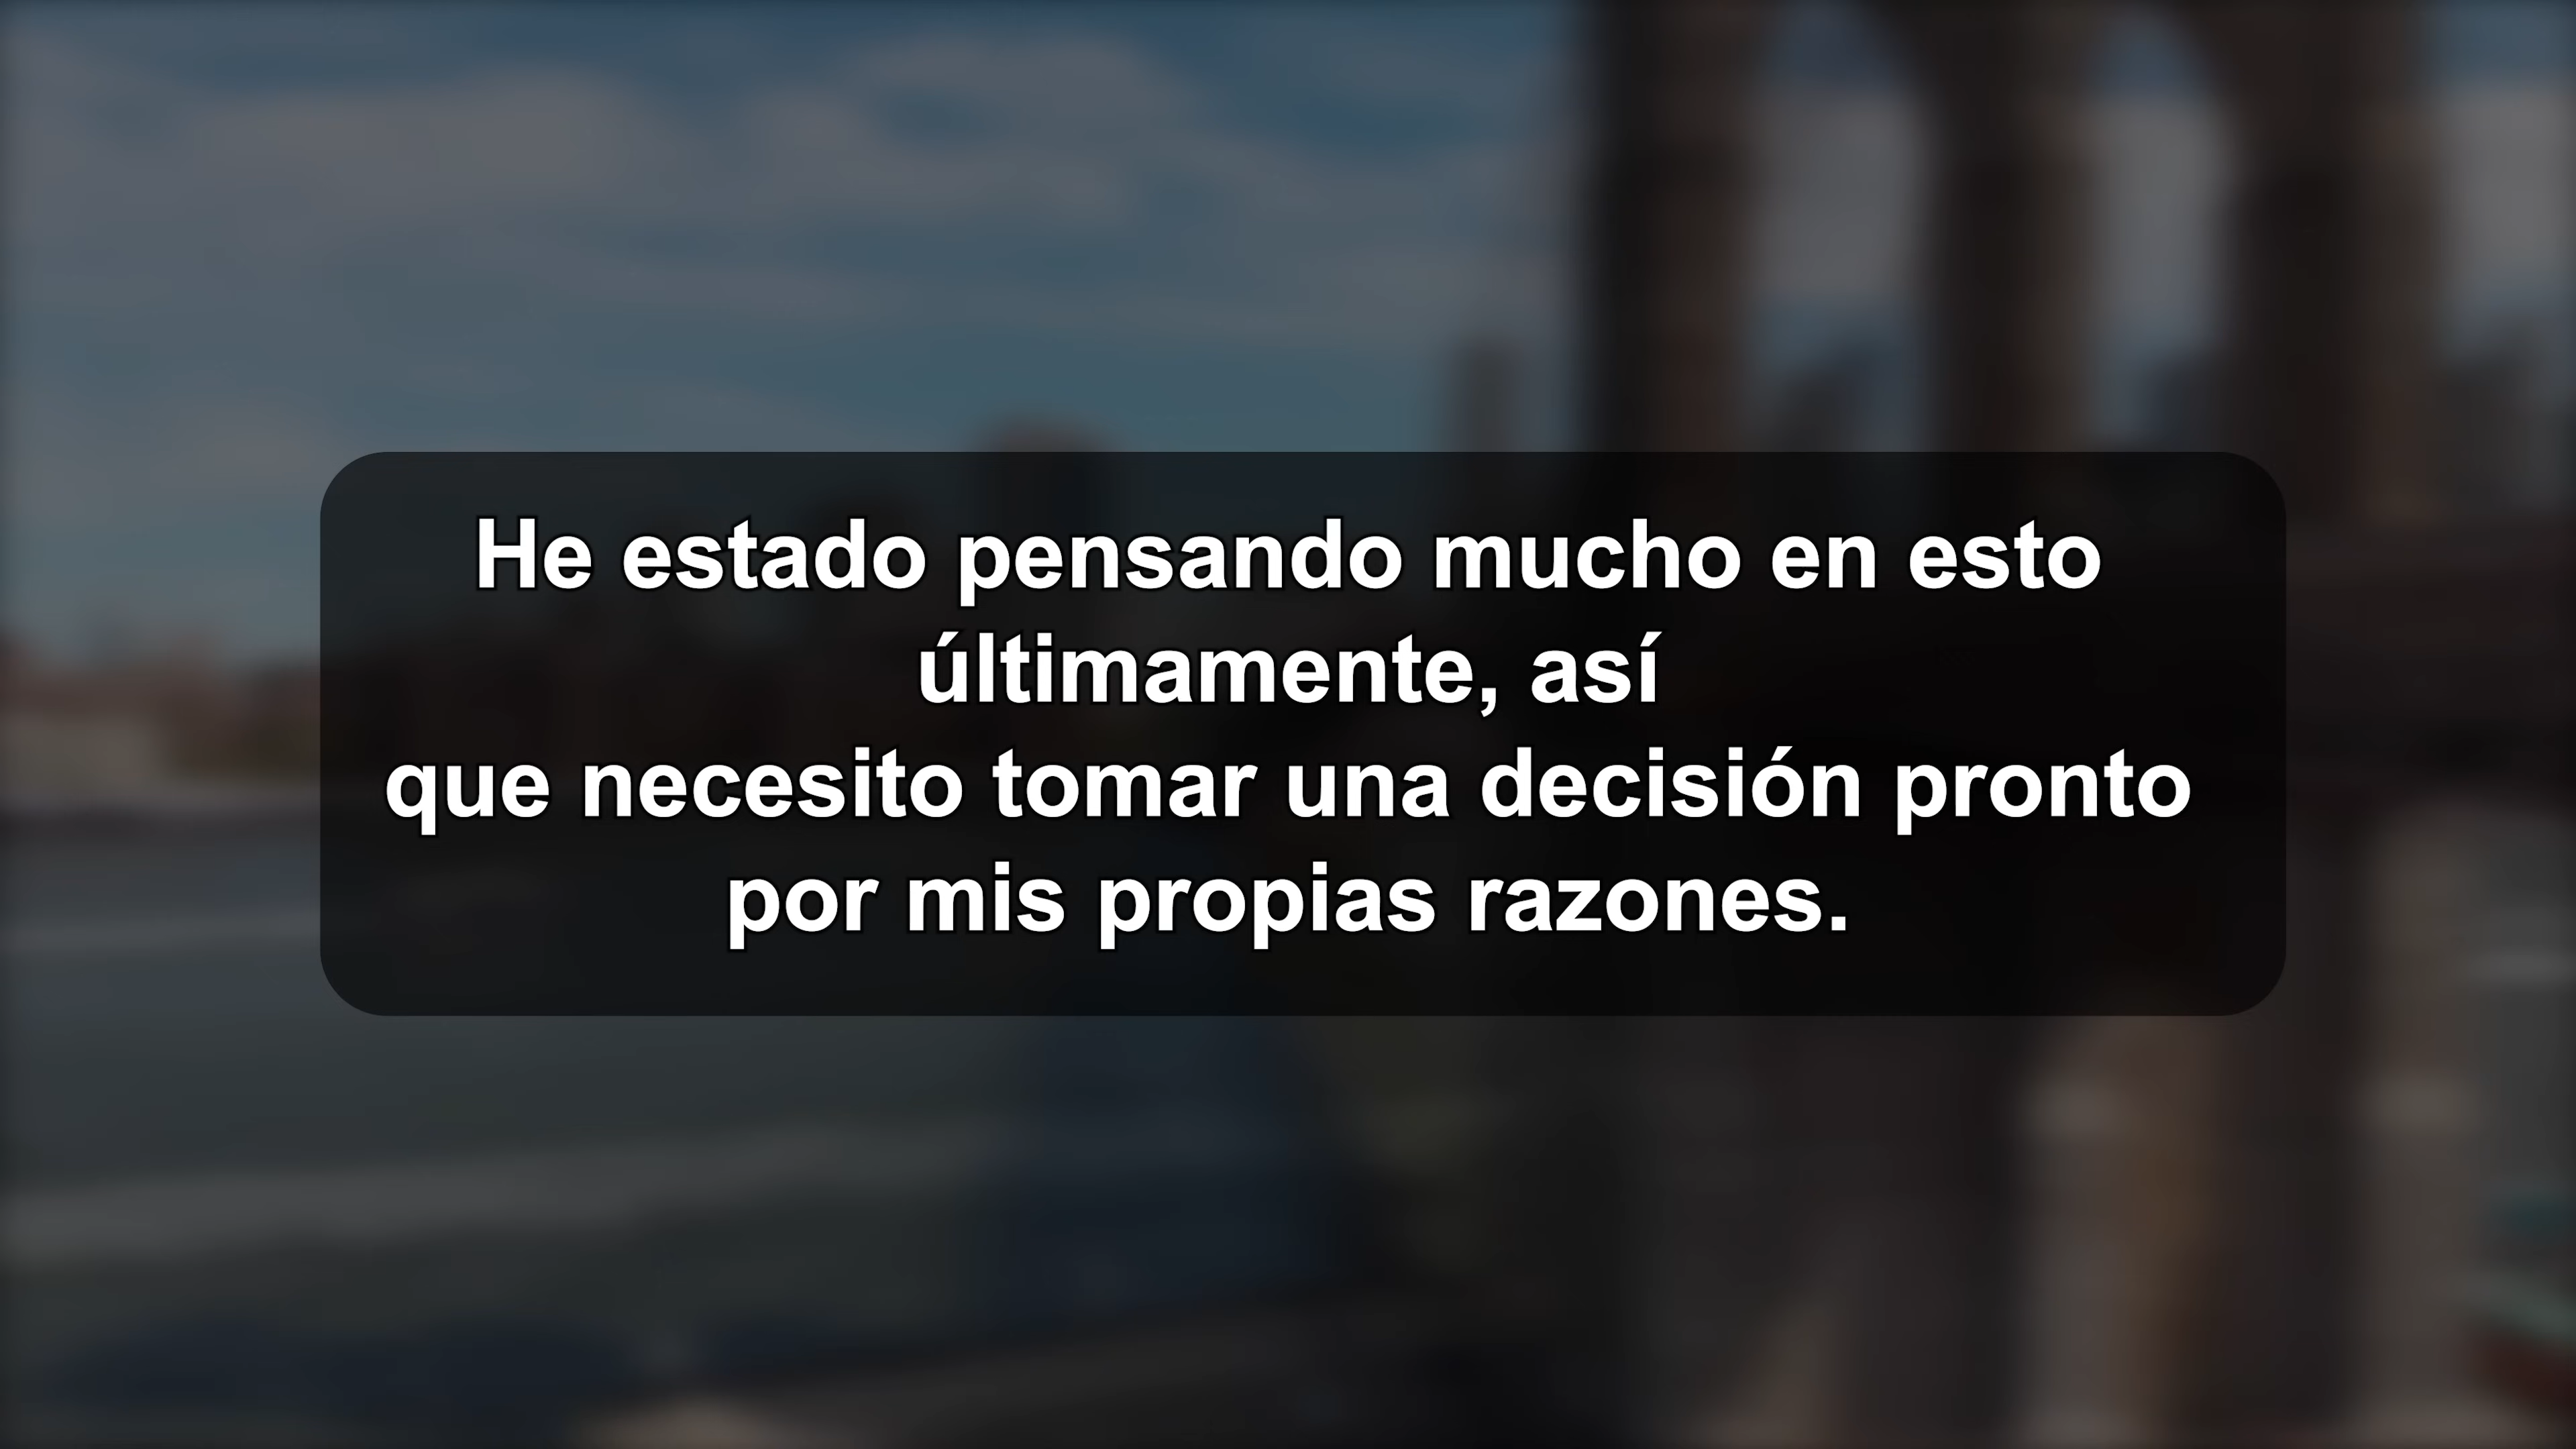 He estado pensando mucho en esto
últimamente, así
que necesito tomar una decisión pronto
por mis propias razones.